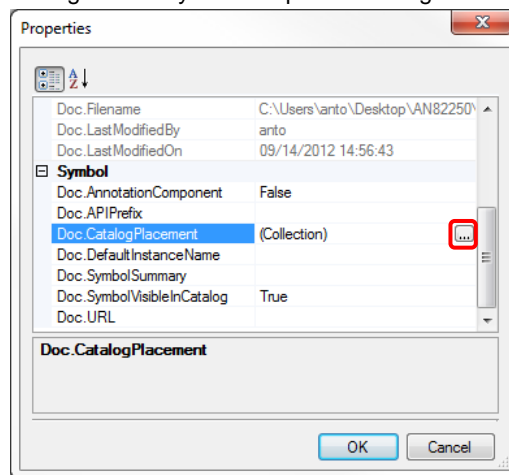 Properties
Doc.Filename C:\Users\anto\Desktop\AN82250\
Doc.LastModifiedBy anto
Doc.LastModifiedOn 09/14/2012 14:56:43
Symbol
Doc.AnnotationComponent False
Doc.APIPrefix
Doc.CatalogPlacement (Collection) ...
Doc.DefaultInstanceName
Doc.SymbolSummary
Doc.SymbolVisibleInCatalog True
Doc.URL
Doc.CatalogPlacement
OK Cancel